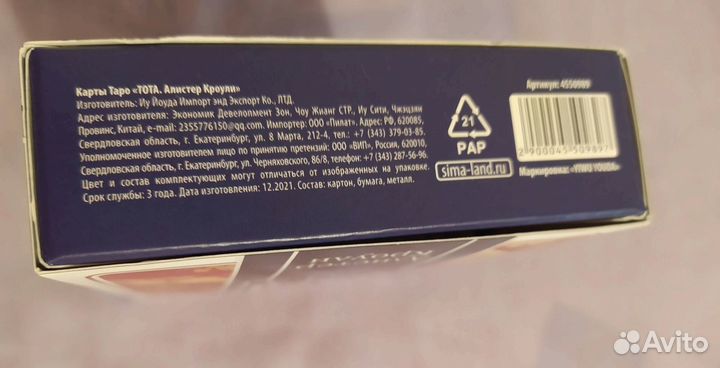 Карты Таро «ТОТА. Алистер Кроули»
Изготовитель: Иу Йоуда Импорт энд Экспорт Ко., ЛТД.
Адрес изготовителя: Экономик Девелопмент Зон, Чоу Жианг СТР., Иу Сити, Чжэцзян
Провинс, Китай, e-mail: 2355776150@qq.com. Импортер: ООО «Пилат». Адрес: РФ, 620085,
Свердловская область, г. Екатеринбург, ул. 8 Марта, 212-4, тел.: +7 (343) 379-03-85.
Уполномоченное изготовителем лицо по принятию претензий: ООО «ВИП», Россия, 620010,
Свердловская область, г. Екатеринбург, ул. Черняховского, 86/8, телефон: +7 (343) 287-56-96.
Цвет и состав комплектующих могут отличаться от изображенных на упаковке.
Срок службы: 3 года. Дата изготовления: 12.2021. Состав: картон, бумага, металл.
21
PAP
sima-land.ru
Артикул: 4550989
2 900045 509897
Маркировка: «YIWU YOUDA»
Алистер
Кроули
Avito